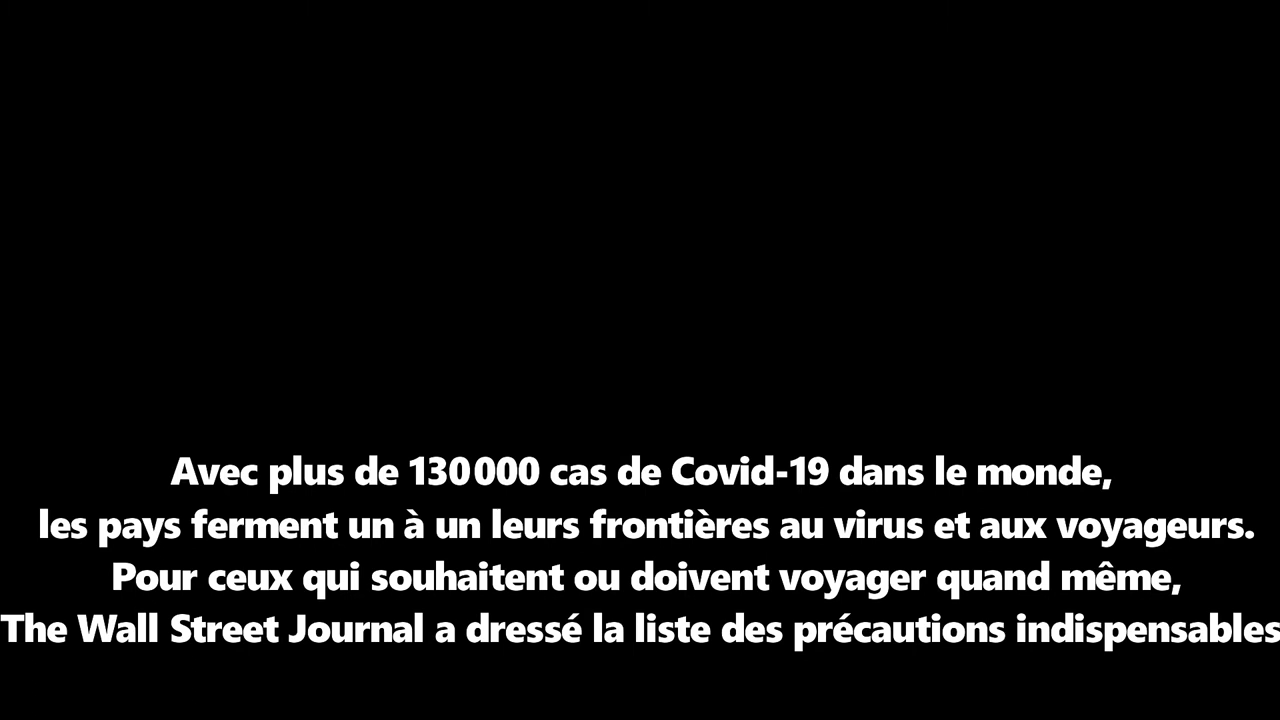 Avec plus de 130 000 cas de Covid-19 dans le monde,
les pays ferment un à un leurs frontières au virus et aux voyageurs.
Pour ceux qui souhaitent ou doivent voyager quand même,
The Wall Street Journal a dressé la liste des précautions indispensables